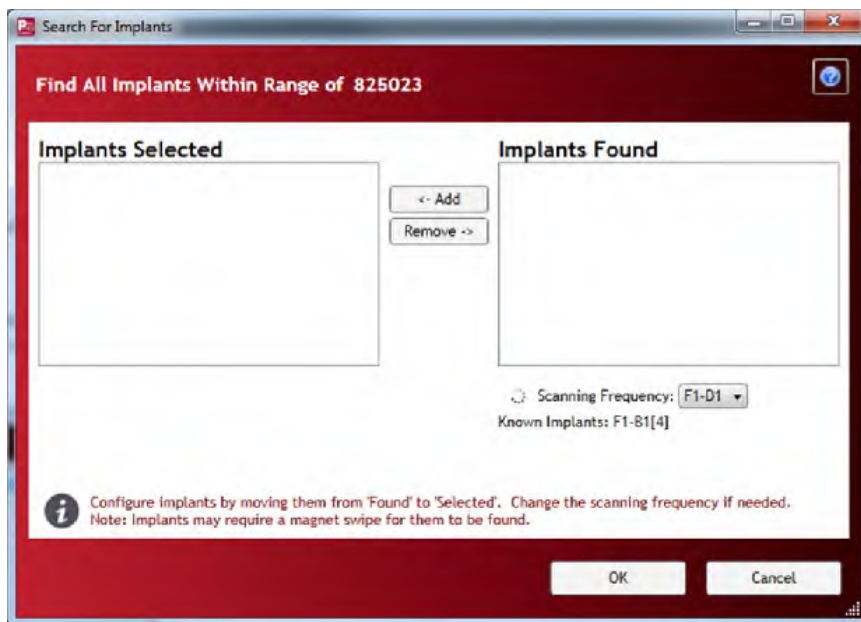 Search For Implants
Find All Implants Within Range of 825023
Implants Selected
Implants Found
<- Add
Remove ->
Scanning Frequency: F1-D1
Known Implants: F1-B1[4]
Configure implants by moving them from 'Found' to 'Selected'. Change the scanning frequency if needed.
Note: Implants may require a magnet swipe for them to be found.
OK
Cancel